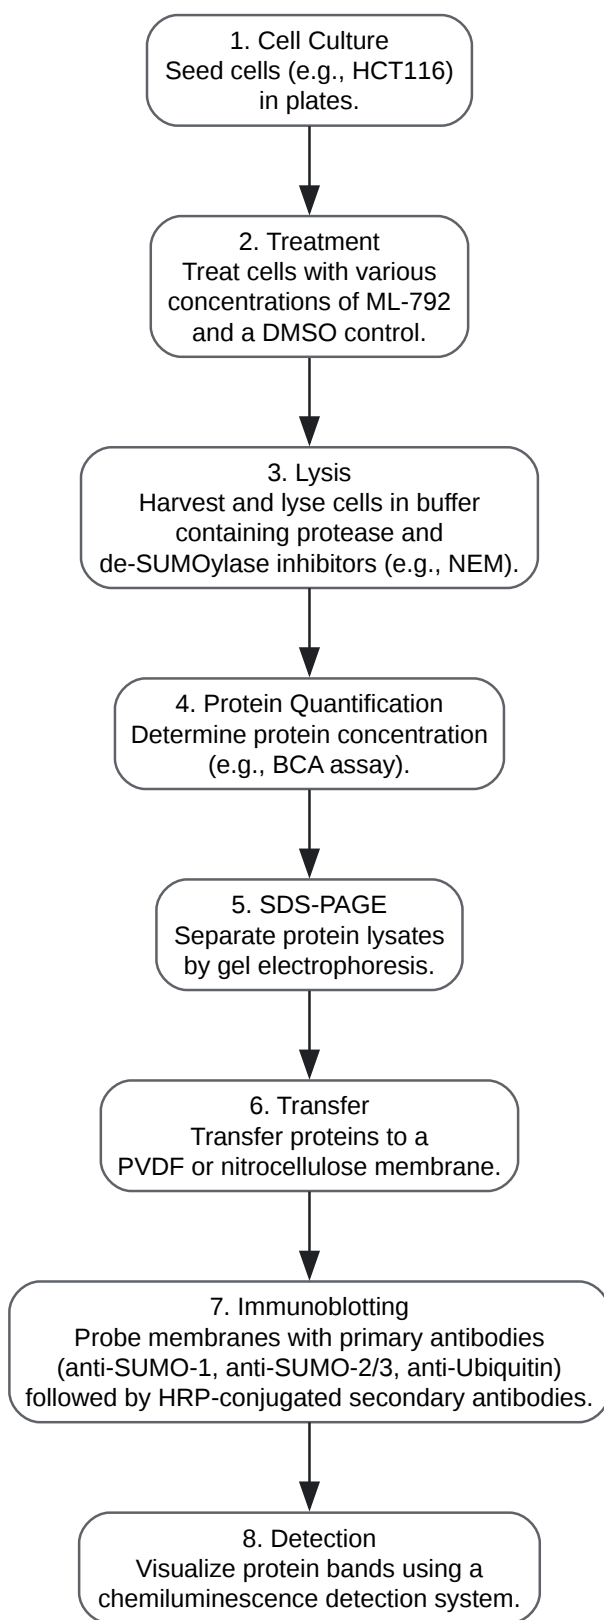 1. Cell Culture
Seed cells (e.g., HCT116)
in plates.
2. Treatment
Treat cells with various
concentrations of ML-792
and a DMSO control.
3. Lysis
Harvest and lyse cells in buffer
containing protease and
de-SUMOylase inhibitors (e.g., NEM).
4. Protein Quantification
Determine protein concentration
(e.g., BCA assay).
5. SDS-PAGE
Separate protein lysates
by gel electrophoresis.
6. Transfer
Transfer proteins to a
PVDF or nitrocellulose membrane.
7. Immunoblotting
Probe membranes with primary antibodies
(anti-SUMO-1, anti-SUMO-2/3, anti-Ubiquitin)
followed by HRP-conjugated secondary antibodies.
8. Detection
Visualize protein bands using a
chemiluminescence detection system.